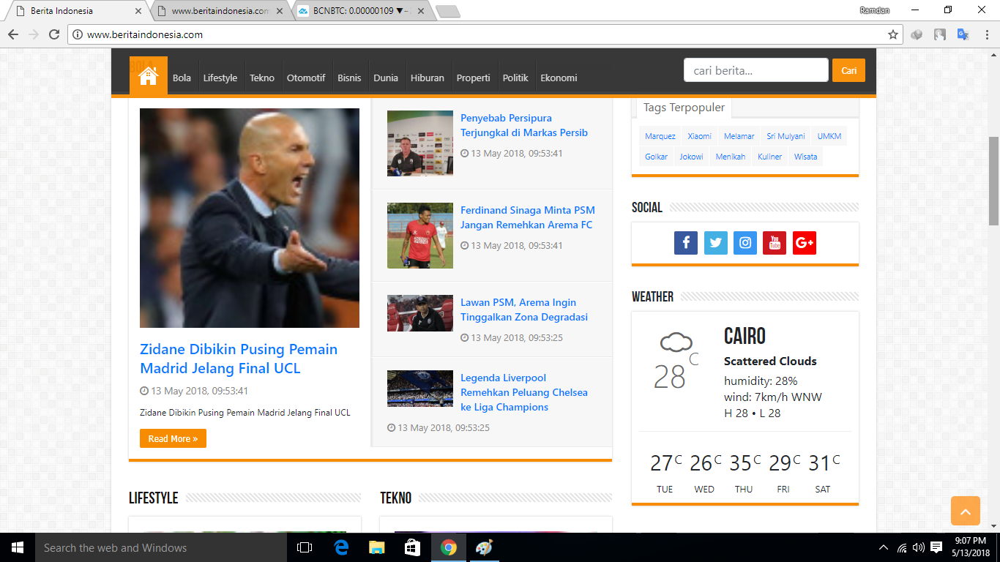 Berita Indonesia
www.beritaindonesia.com
BCNBTC: 0.00000109 ▼
Ramdan
www.beritaindonesia.com
BOLA
Bola Lifestyle Tekno Otomotif Bisnis Dunia Hiburan Properti Politik Ekonomi
cari berita...
Cari
Zidane Dibikin Pusing Pemain
Madrid Jelang Final UCL
13 May 2018, 09:53:41
Zidane Dibikin Pusing Pemain Madrid Jelang Final UCL
Read More »
Penyebab Persipura
Terjungkal di Markas Persib
13 May 2018, 09:53:41
Ferdinand Sinaga Minta PSM
Jangan Remehkan Arema FC
13 May 2018, 09:53:41
Lawan PSM, Arema Ingin
Tinggalkan Zona Degradasi
13 May 2018, 09:53:25
Legenda Liverpool
Remehkan Peluang Chelsea
ke Liga Champions
13 May 2018, 09:53:25
Tags Terpopuler
Marquez Xiaomi Melamar Sri Mulyani UMKM
Golkar Jokowi Menikah Kuliner Wisata
SOCIAL
f You Tube G+
WEATHER
28 C
CAIRO
Scattered Clouds
humidity: 28%
wind: 7km/h WNW
H 28 • L 28
27 C 26 C 35 C 29 C 31 C
TUE WED THU FRI SAT
LIFESTYLE
TEKNO
Search the web and Windows
9:07 PM
5/13/2018